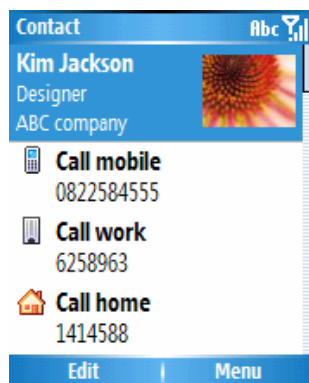 Contact Abc
Kim Jackson
Designer
ABC company
Call mobile
0822584555
Call work
6258963
Call home
1414588
Edit Menu